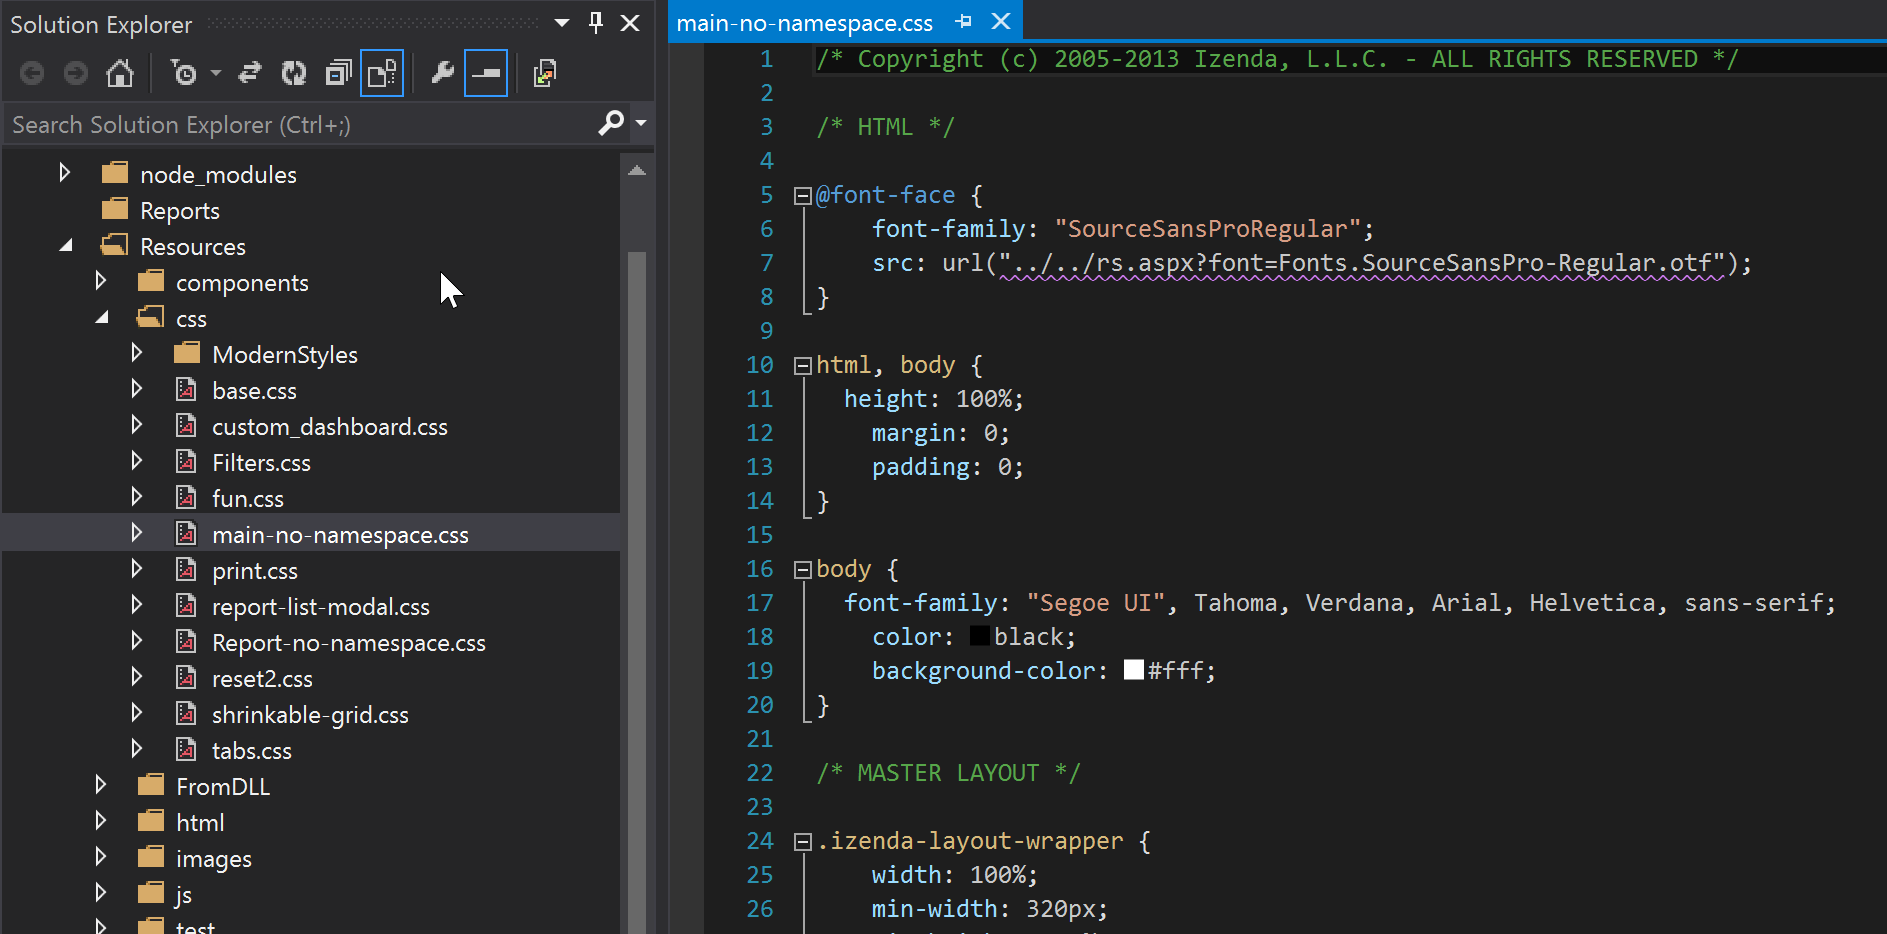 Solution Explorer
Search Solution Explorer (Ctrl+;)
node_modules
Reports
Resources
components
css
ModernStyles
base.css
custom_dashboard.css
Filters.css
fun.css
main-no-namespace.css
print.css
report-list-modal.css
Report-no-namespace.css
reset2.css
shrinkable-grid.css
tabs.css
FromDLL
html
images
js
test
main-no-namespace.css
1 /* Copyright (c) 2005-2013 Izenda, L.L.C. - ALL RIGHTS RESERVED */
2
3 /* HTML */
4
5 @font-face {
6 font-family: "SourceSansProRegular";
7 src: url("../../rs.aspx?font=Fonts.SourceSansPro-Regular.otf");
8 }
9
10 html, body {
11 height: 100%;
12 margin: 0;
13 padding: 0;
14 }
15
16 body {
17 font-family: "Segoe UI", Tahoma, Verdana, Arial, Helvetica, sans-serif;
18 color: black;
19 background-color: #fff;
20 }
21
22 /* MASTER LAYOUT */
23
24 .izenda-layout-wrapper {
25 width: 100%;
26 min-width: 320px;